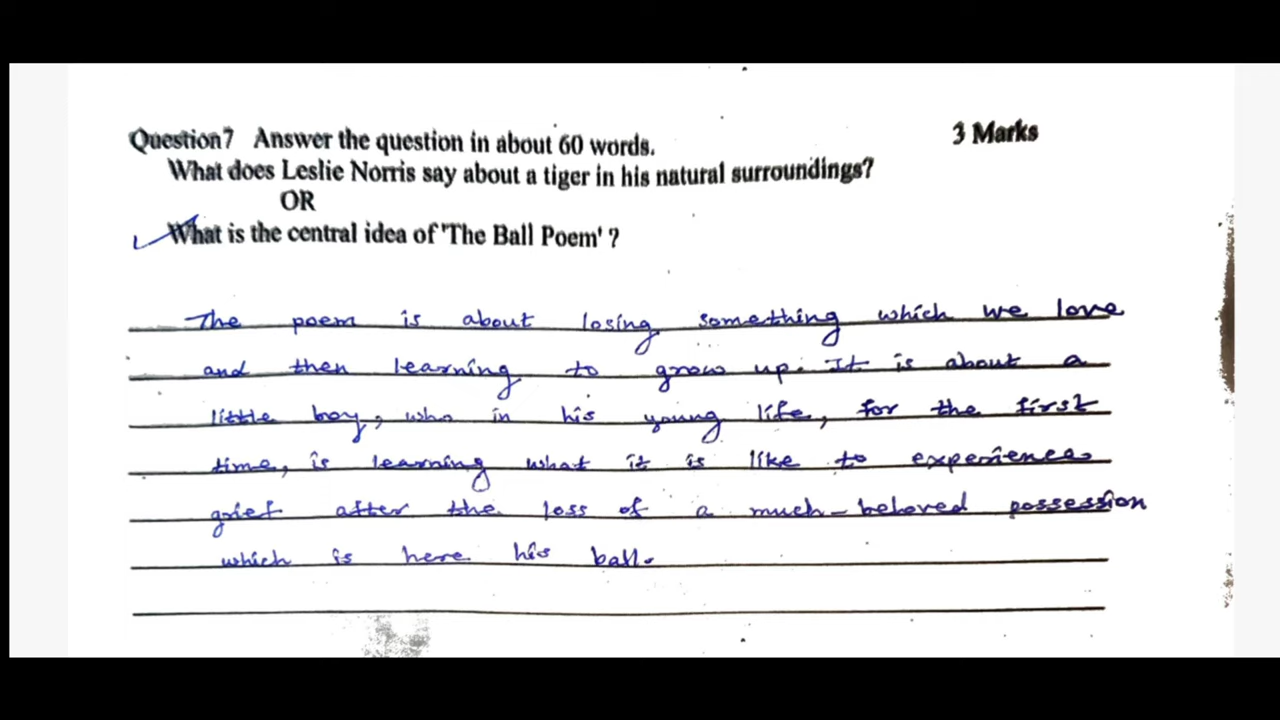 Question7 Answer the question in about 60 words. 3 Marks
What does Leslie Norris say about a tiger in his natural surroundings?
OR
What is the central idea of 'The Ball Poem' ?
The poem is about losing something which we love
and then learning to grow up. It is about a
little boy, who in his young life, for the first
time, is learning what it is like to experience
grief after the loss of a much-beloved possession
which is here his ball.